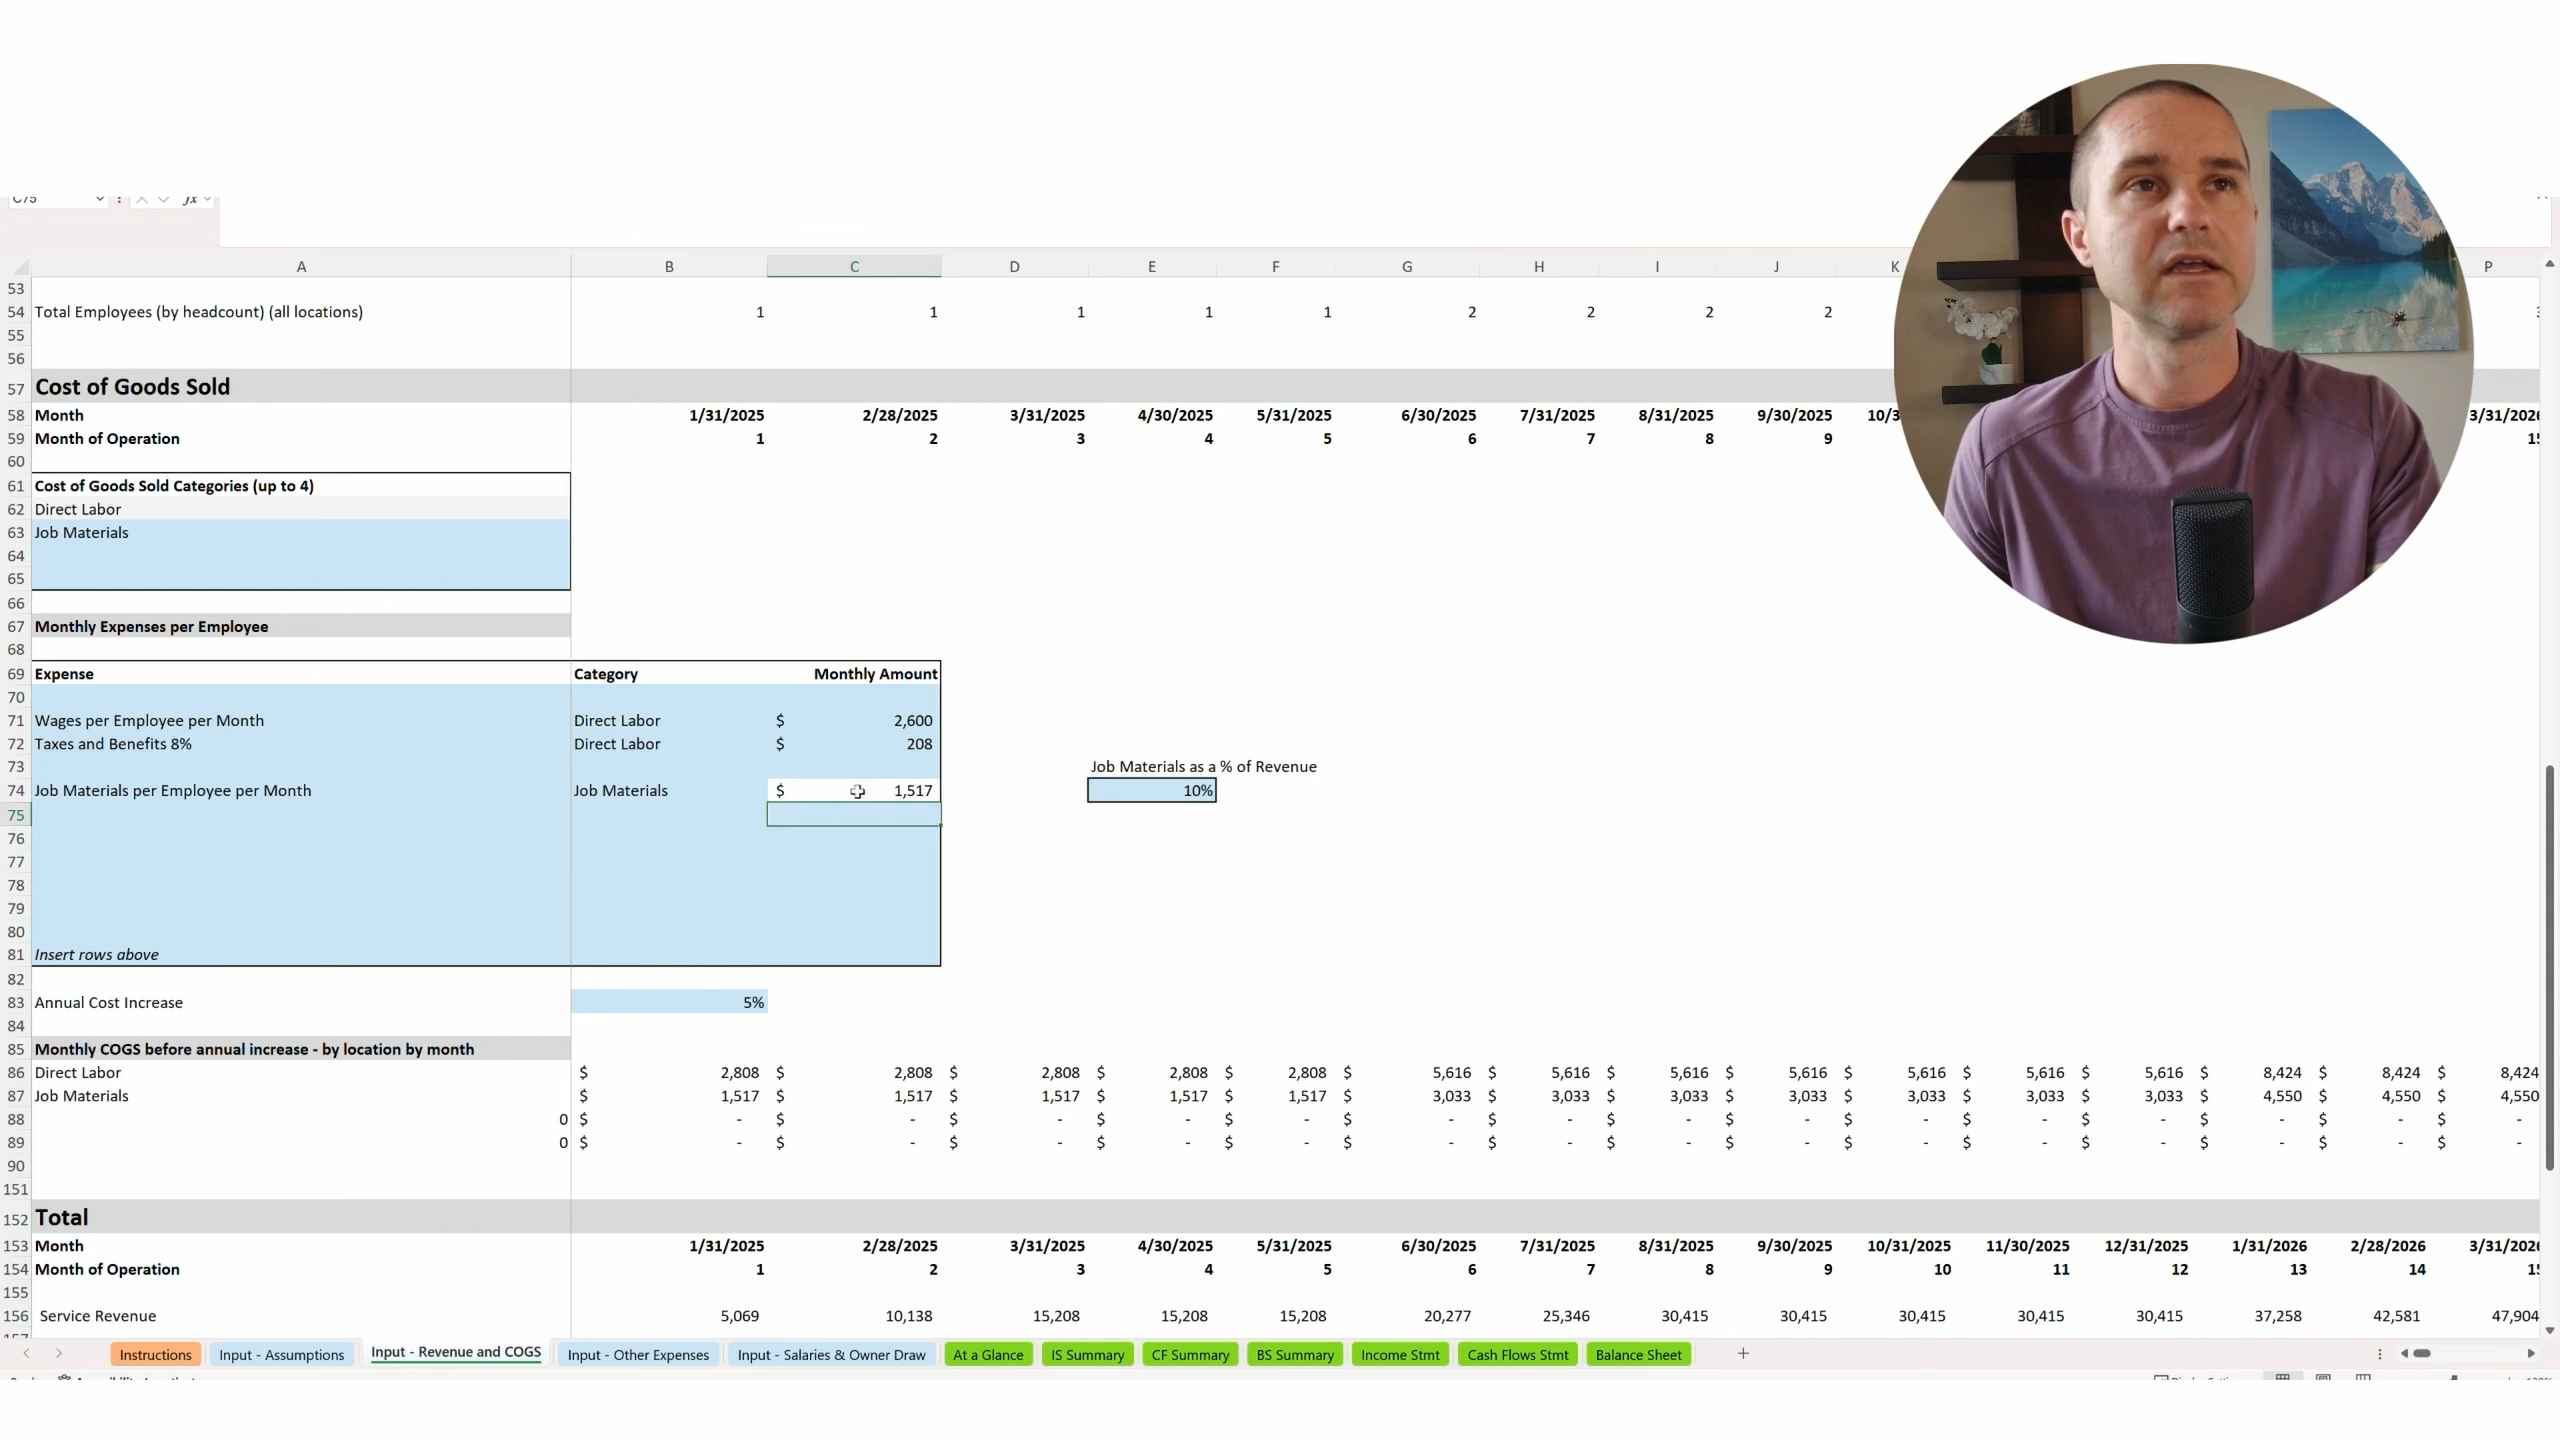 fx
A B C D E F G H I J K P
53
54 Total Employees (by headcount) (all locations) 1 1 1 1 1 2 2 2 2
55
56
57 Cost of Goods Sold
58 Month 1/31/2025 2/28/2025 3/31/2025 4/30/2025 5/31/2025 6/30/2025 7/31/2025 8/31/2025 9/30/2025 10/3 3/31/202
59 Month of Operation 1 2 3 4 5 6 7 8 9 1
60
61 Cost of Goods Sold Categories (up to 4)
62 Direct Labor
63 Job Materials
64
65
66
67 Monthly Expenses per Employee
68
69 Expense Category Monthly Amount
70
71 Wages per Employee per Month Direct Labor $ 2,600
72 Taxes and Benefits 8% Direct Labor $ 208
73 Job Materials as a % of Revenue
74 Job Materials per Employee per Month Job Materials $ 1,517 10%
75
76
77
78
79
80
81 Insert rows above
82
83 Annual Cost Increase 5%
84
85 Monthly COGS before annual increase - by location by month
86 Direct Labor $ 2,808 $ 2,808 $ 2,808 $ 2,808 $ 2,808 $ 5,616 $ 5,616 $ 5,616 $ 5,616 $ 5,616 $ 5,616 $ 5,616 $ 8,424 $ 8,424 $ 8,424
87 Job Materials $ 1,517 $ 1,517 $ 1,517 $ 1,517 $ 1,517 $ 3,033 $ 3,033 $ 3,033 $ 3,033 $ 3,033 $ 3,033 $ 3,033 $ 4,550 $ 4,550 $ 4,550
88 0 $ - $ - $ - $ - $ - $ - $ - $ - $ - $ - $ - $ - $ - $ - $ -
89 0 $ - $ - $ - $ - $ - $ - $ - $ - $ - $ - $ - $ - $ - $ - $ -
90
151
152 Total
153 Month 1/31/2025 2/28/2025 3/31/2025 4/30/2025 5/31/2025 6/30/2025 7/31/2025 8/31/2025 9/30/2025 10/31/2025 11/30/2025 12/31/2025 1/31/2026 2/28/2026 3/31/202
154 Month of Operation 1 2 3 4 5 6 7 8 9 10 11 12 13 14 1
155
156 Service Revenue 5,069 10,138 15,208 15,208 15,208 20,277 25,346 30,415 30,415 30,415 30,415 30,415 37,258 42,581 47,904
Instructions Input - Assumptions Input - Revenue and COGS Input - Other Expenses Input - Salaries & Owner Draw At a Glance IS Summary CF Summary BS Summary Income Stmt Cash Flows Stmt Balance Sheet